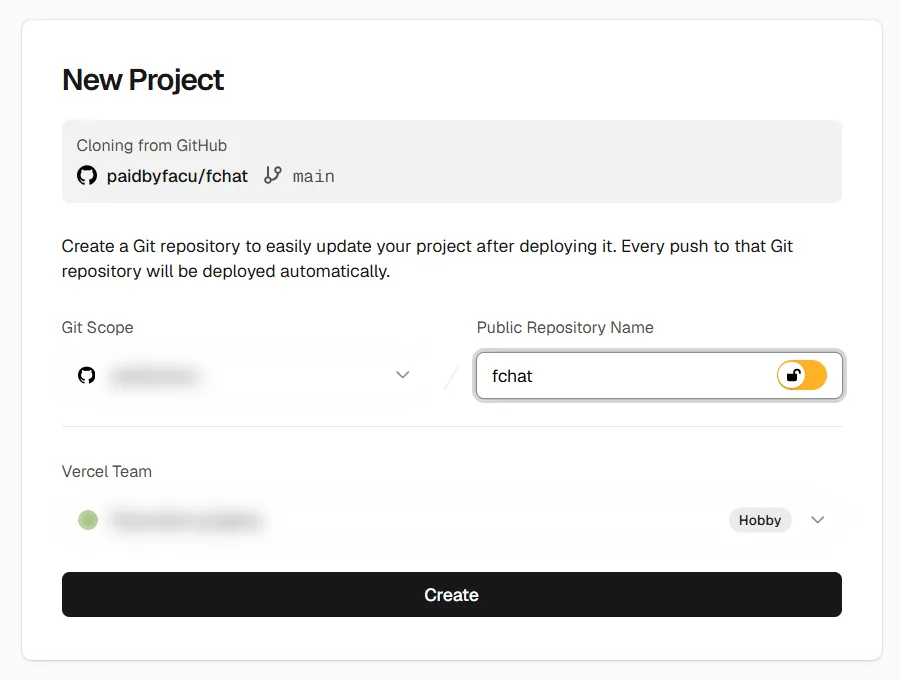 New Project
Cloning from GitHub
paidbyfacu/fchat main
Create a Git repository to easily update your project after deploying it. Every push to that Git
repository will be deployed automatically.
Git Scope
Public Repository Name
fchat
Vercel Team
Hobby
Create